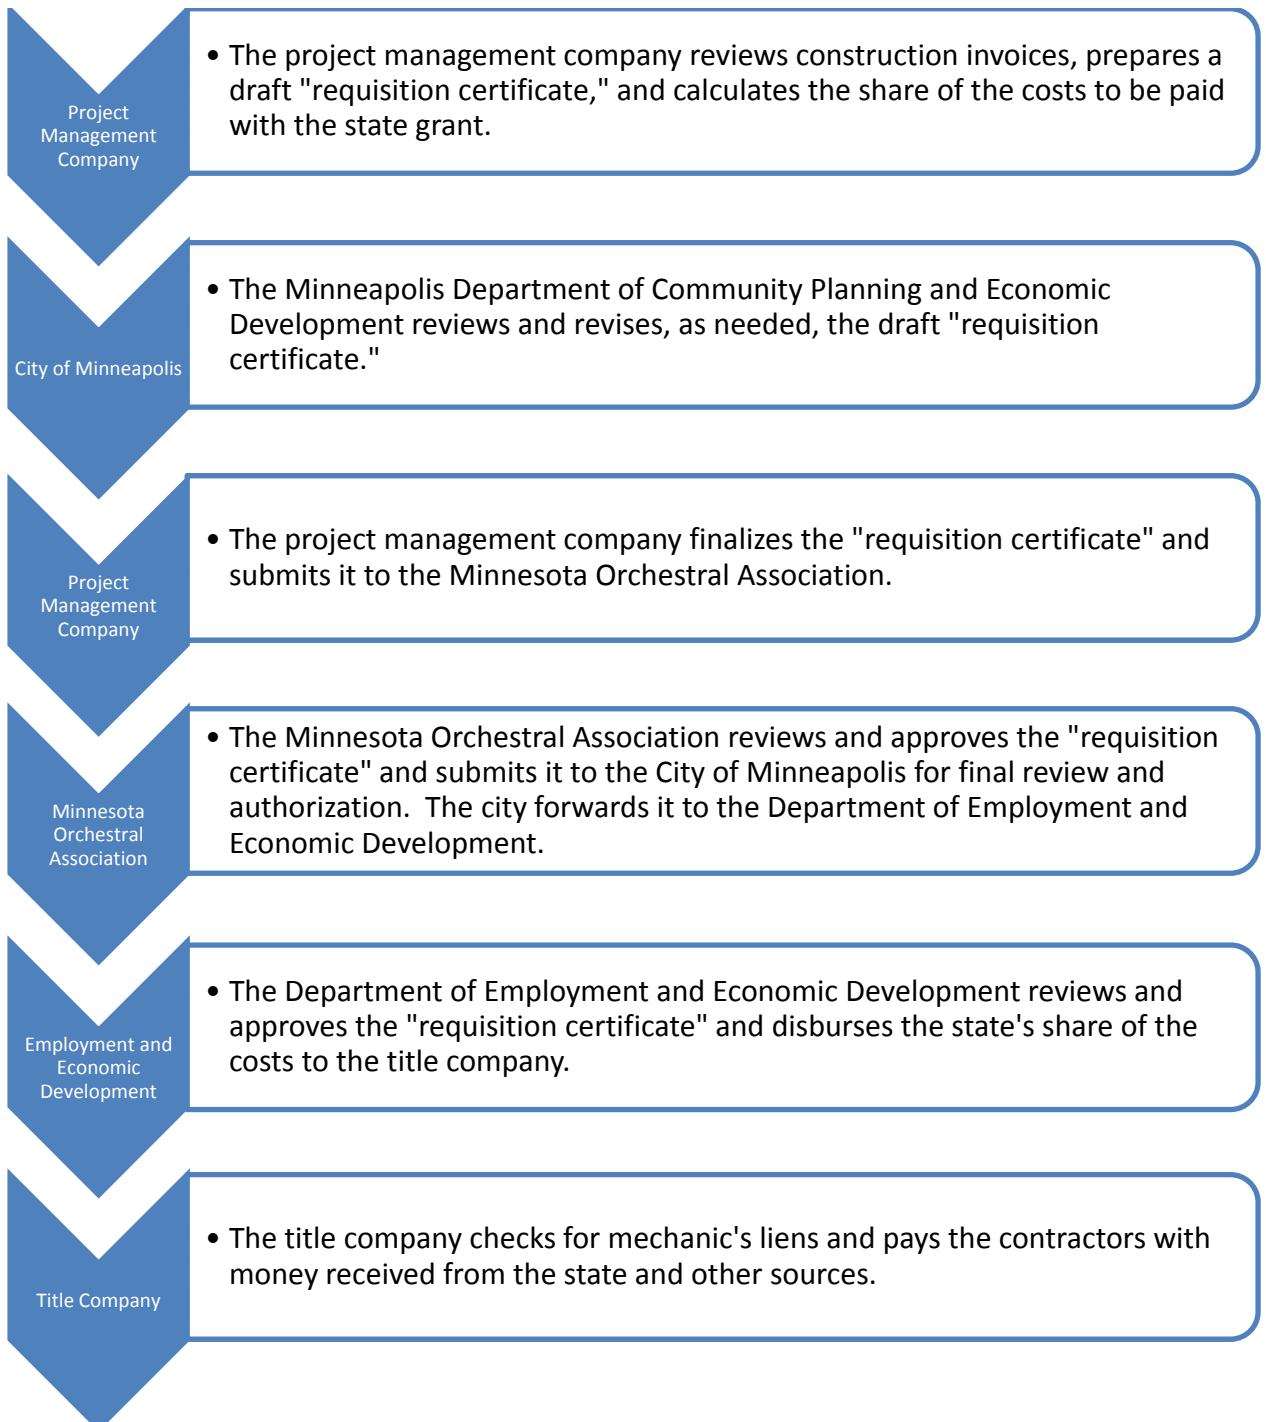 Project
Management
Company
• The project management company reviews construction invoices, prepares a
draft "requisition certificate," and calculates the share of the costs to be paid
with the state grant.
City of Minneapolis
• The Minneapolis Department of Community Planning and Economic
Development reviews and revises, as needed, the draft "requisition
certificate."
Project
Management
Company
• The project management company finalizes the "requisition certificate" and
submits it to the Minnesota Orchestral Association.
Minnesota
Orchestral
Association
• The Minnesota Orchestral Association reviews and approves the "requisition
certificate" and submits it to the City of Minneapolis for final review and
authorization.  The city forwards it to the Department of Employment and
Economic Development.
Employment and
Economic
Development
• The Department of Employment and Economic Development reviews and
approves the "requisition certificate" and disburses the state's share of the
costs to the title company.
Title Company
• The title company checks for mechanic's liens and pays the contractors with
money received from the state and other sources.